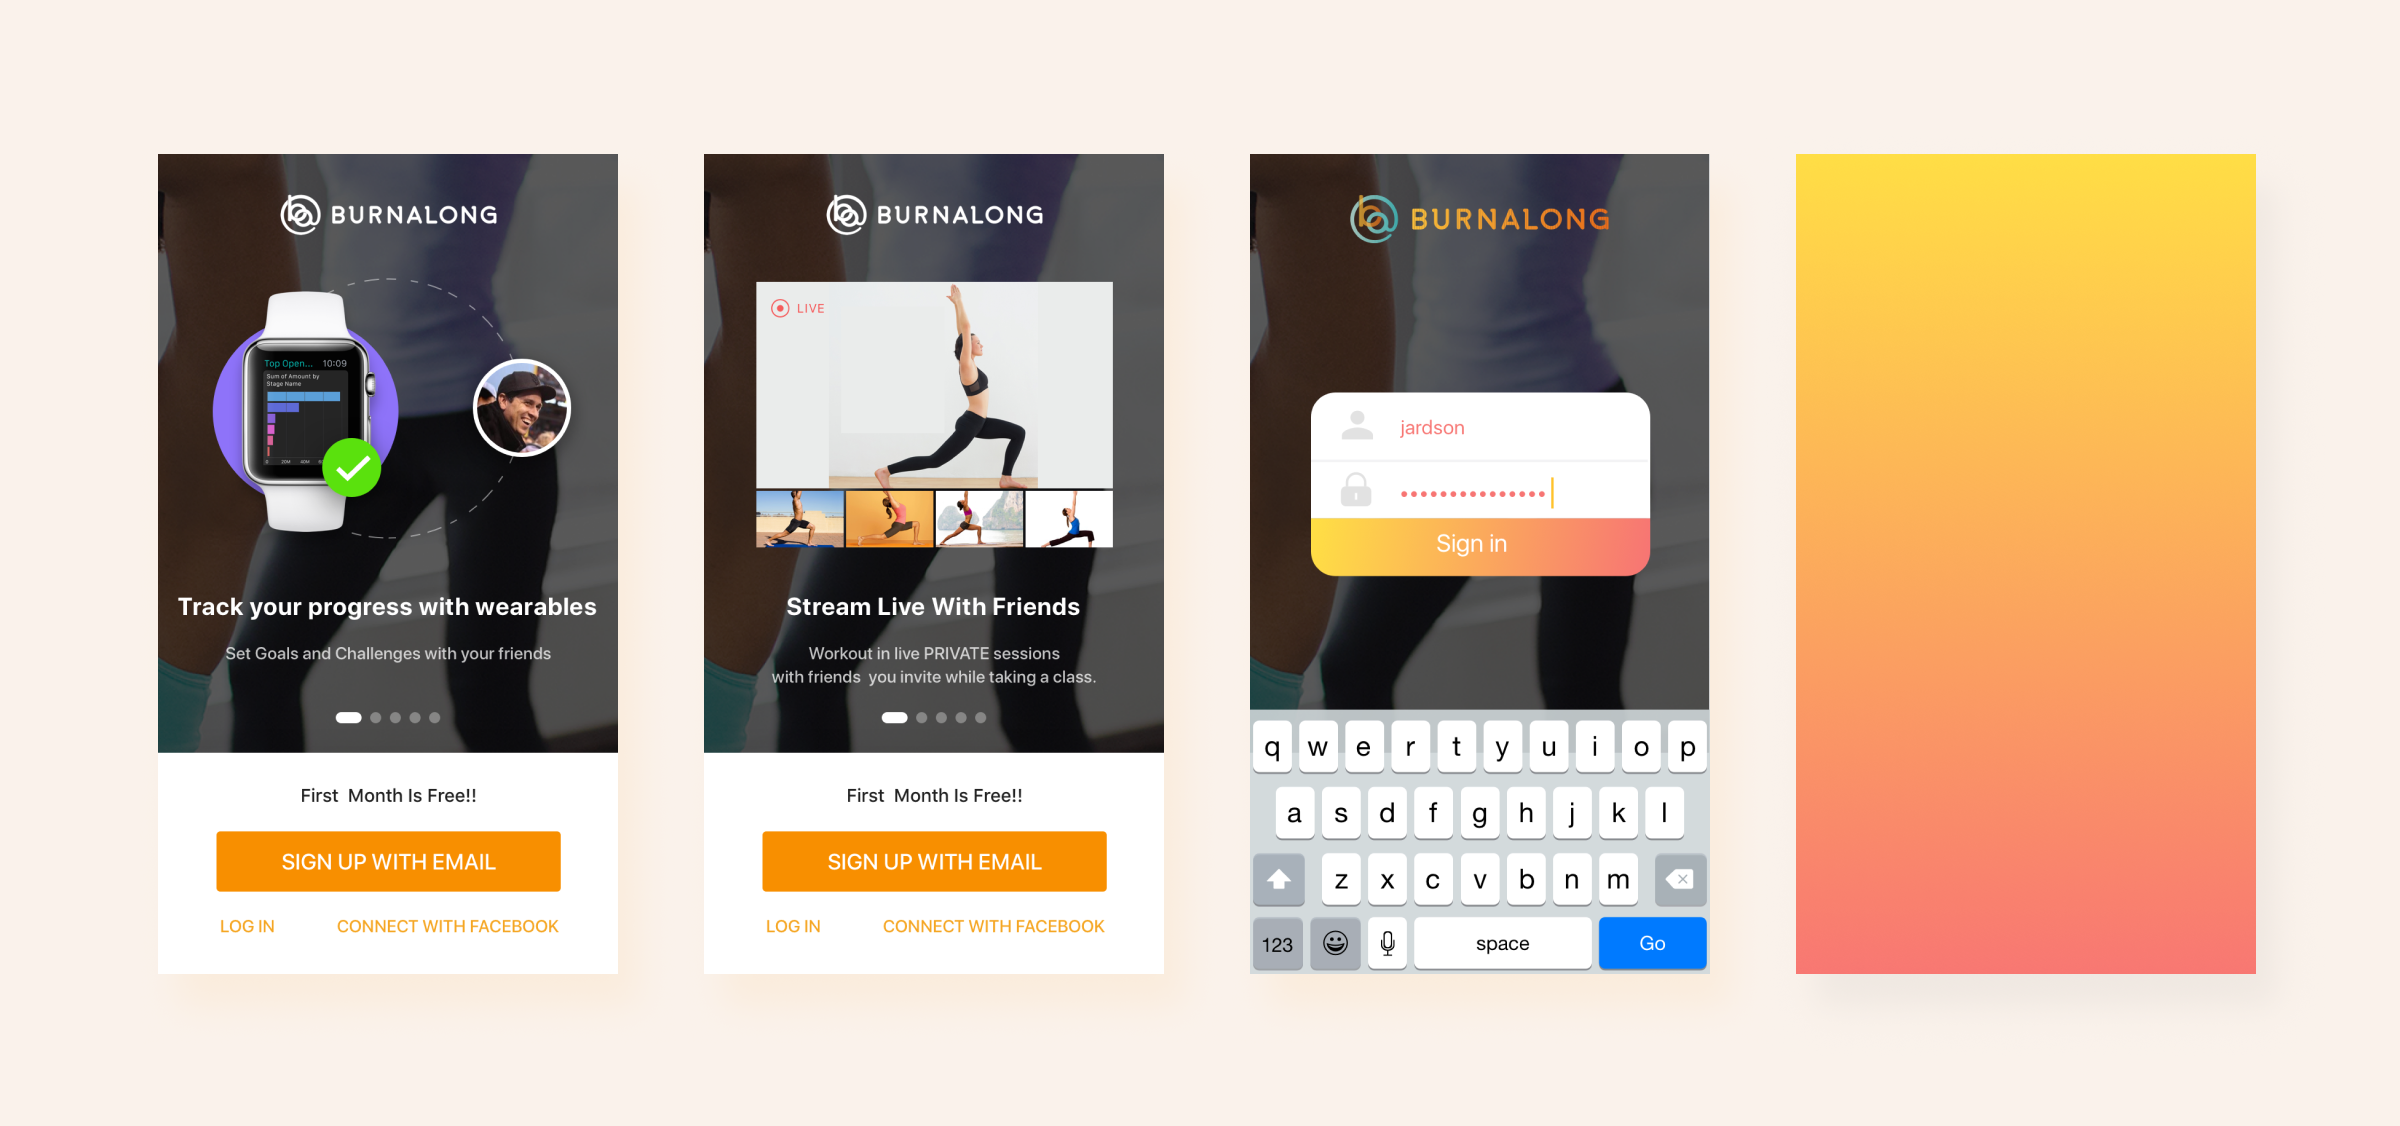 BURNALONG
Top Open... 10:09
Sum of Amount by
Stage Name
0 20M 40M
Track your progress with wearables
Set Goals and Challenges with your friends
First Month Is Free!!
SIGN UP WITH EMAIL
LOG IN CONNECT WITH FACEBOOK
BURNALONG
LIVE
Stream Live With Friends
Workout in live PRIVATE sessions
with friends you invite while taking a class.
First Month Is Free!!
SIGN UP WITH EMAIL
LOG IN CONNECT WITH FACEBOOK
BURNALONG
jardson
Sign in
q w e r t y u i o p
a s d f g h j k l
z x c v b n m
123 space Go